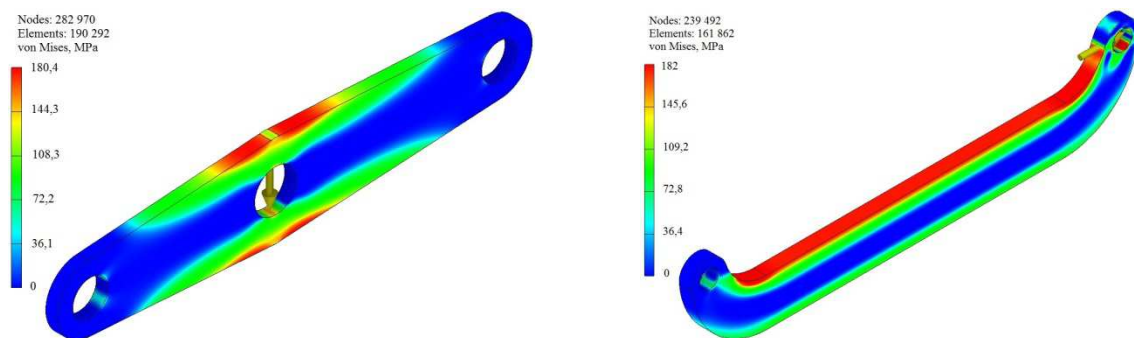 Nodes: 282 970
Elements: 190 292
von Mises, MPa
180,4
144,3
108,3
72,2
36,1
0
Nodes: 239 492
Elements: 161 862
von Mises, MPa
182
145,6
109,2
72,8
36,4
0